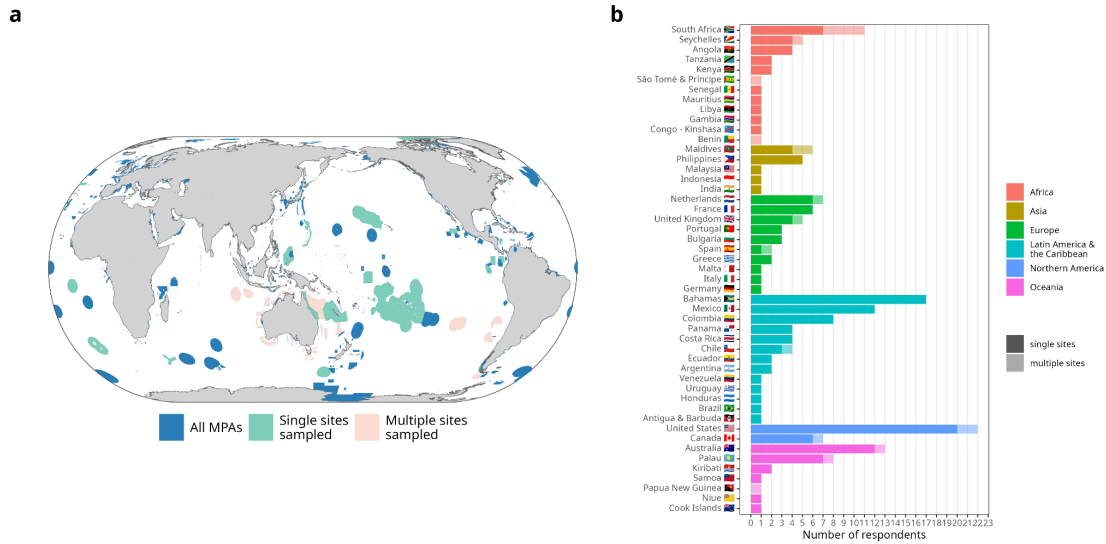 a
b
All MPAs
Single sites
sampled
Multiple sites
sampled
South Africa
Seychelles
Angola
Tanzania
Kenya
São Tomé & Príncipe
Senegal
Mauritius
Libya
Gambia
Congo - Kinshasa
Benin
Maldives
Philippines
Malaysia
Indonesia
India
Netherlands
France
United Kingdom
Portugal
Bulgaria
Spain
Greece
Malta
Italy
Germany
Bahamas
Mexico
Colombia
Panama
Costa Rica
Chile
Ecuador
Argentina
Venezuela
Uruguay
Honduras
Brazil
Antigua & Barbuda
United States
Canada
Australia
Palau
Kiribati
Samoa
Papua New Guinea
Niue
Cook Islands
0 1 2 3 4 5 6 7 8 9 10 11 12 13 14 15 16 17 18 19 20 21 22 23
Number of respondents
Africa
Asia
Europe
Latin America &
the Caribbean
Northern America
Oceania
single sites
multiple sites